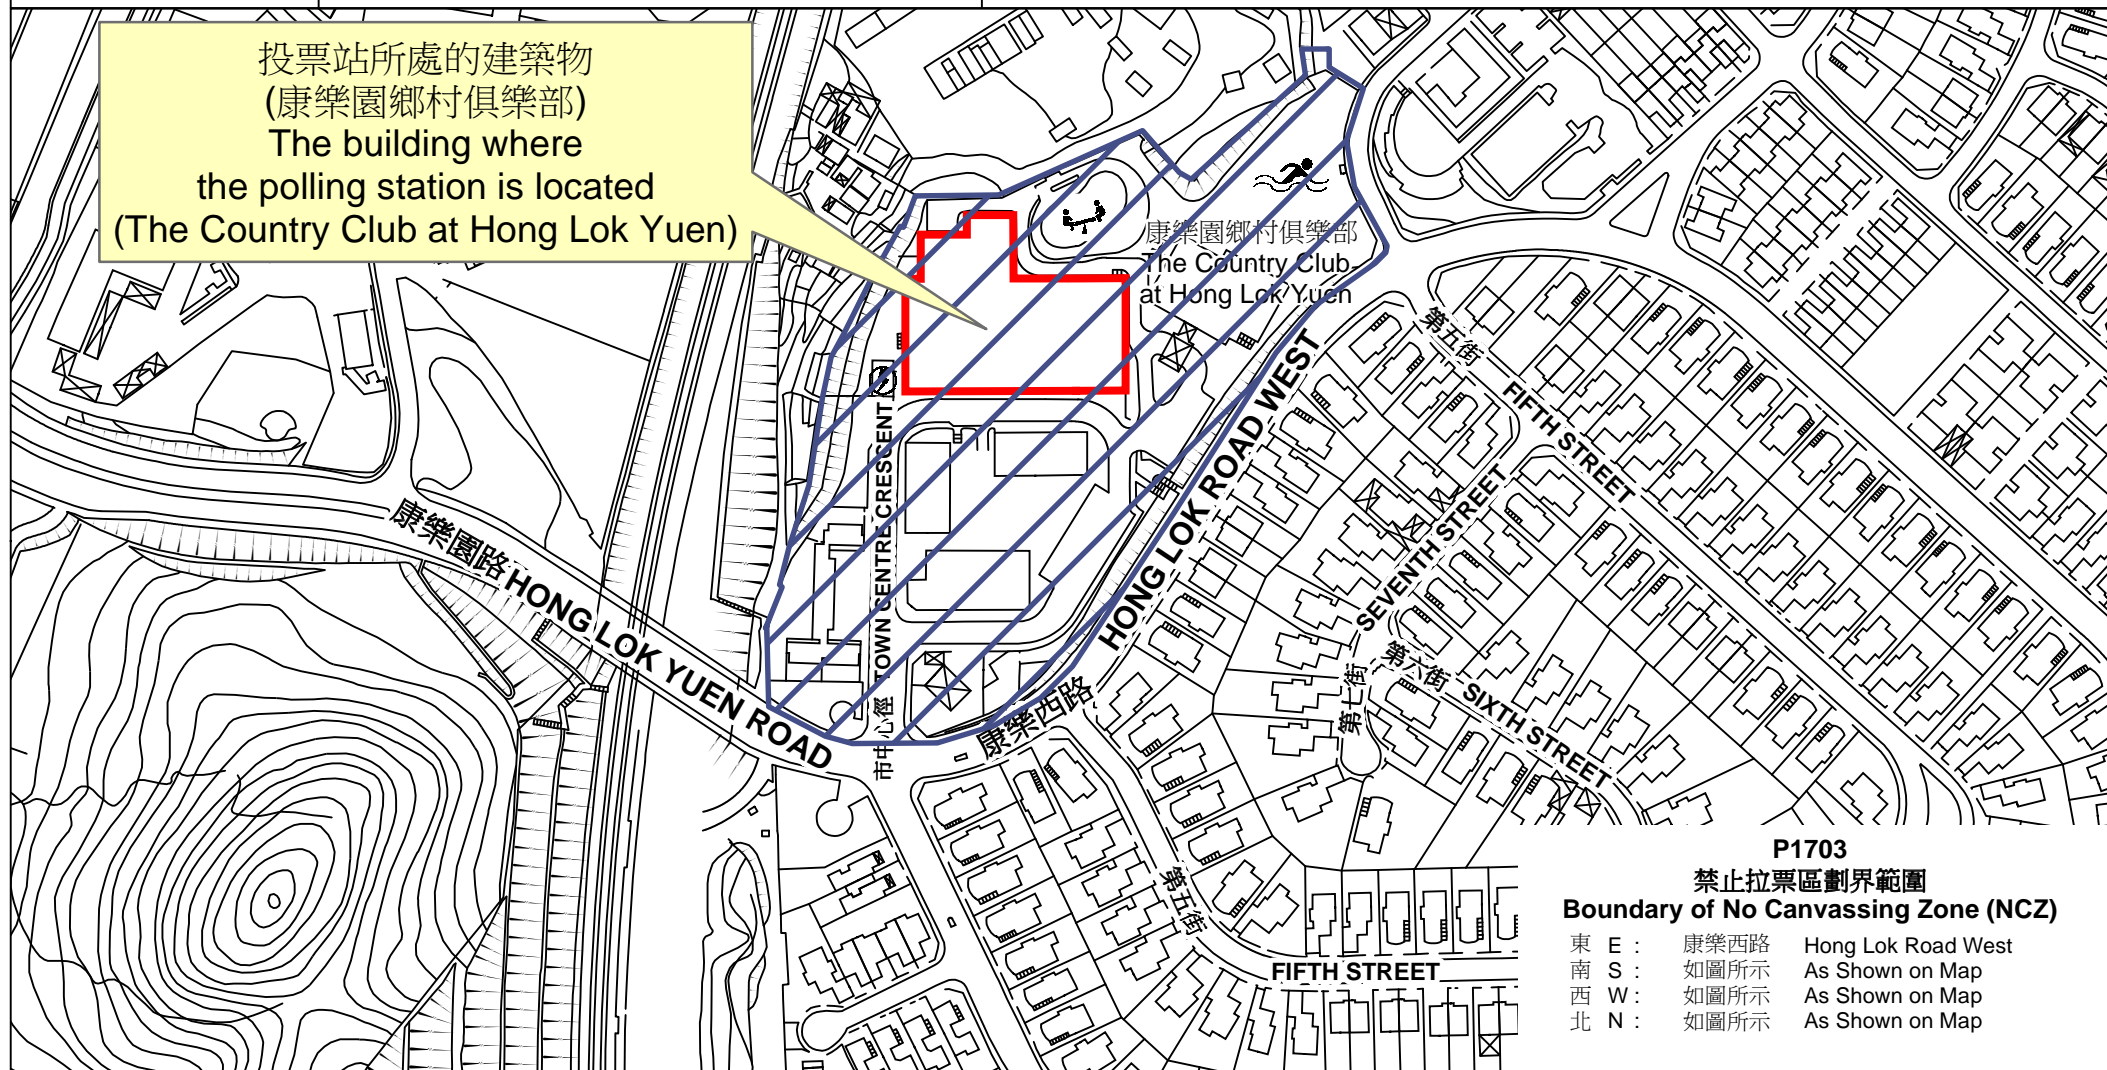 投票站所處的建築物
(康樂園鄉村俱樂部)
The building where
the polling station is located
(The Country Club at Hong Lok Yuen)
康樂園鄉村俱樂部
The Country Club
at Hong Lok Yuen
康樂園路 HONG LOK YUEN ROAD
市中心徑 TOWN CENTRE CRESCENT
康樂西路
HONG LOK ROAD WEST
第五街
FIFTH STREET
SEVENTH STREET
第七街
第六街 SIXTH STREET
第五街
FIFTH STREET
P1703
禁止拉票區劃界範圍
Boundary of No Canvassing Zone (NCZ)
東 E : 康樂西路 Hong Lok Road West
南 S : 如圖所示 As Shown on Map
西 W : 如圖所示 As Shown on Map
北 N : 如圖所示 As Shown on Map